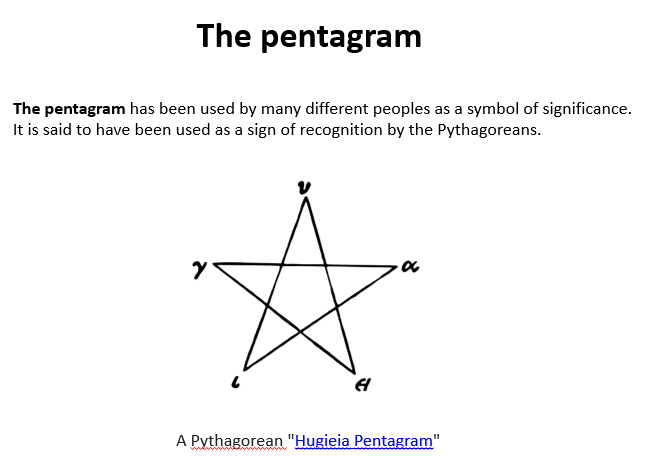 The pentagram
The pentagram has been used by many different peoples as a symbol of significance.
It is said to have been used as a sign of recognition by the Pythagoreans.
υ
γ
α
ι
A Pythagorean "Hugieia Pentagram"